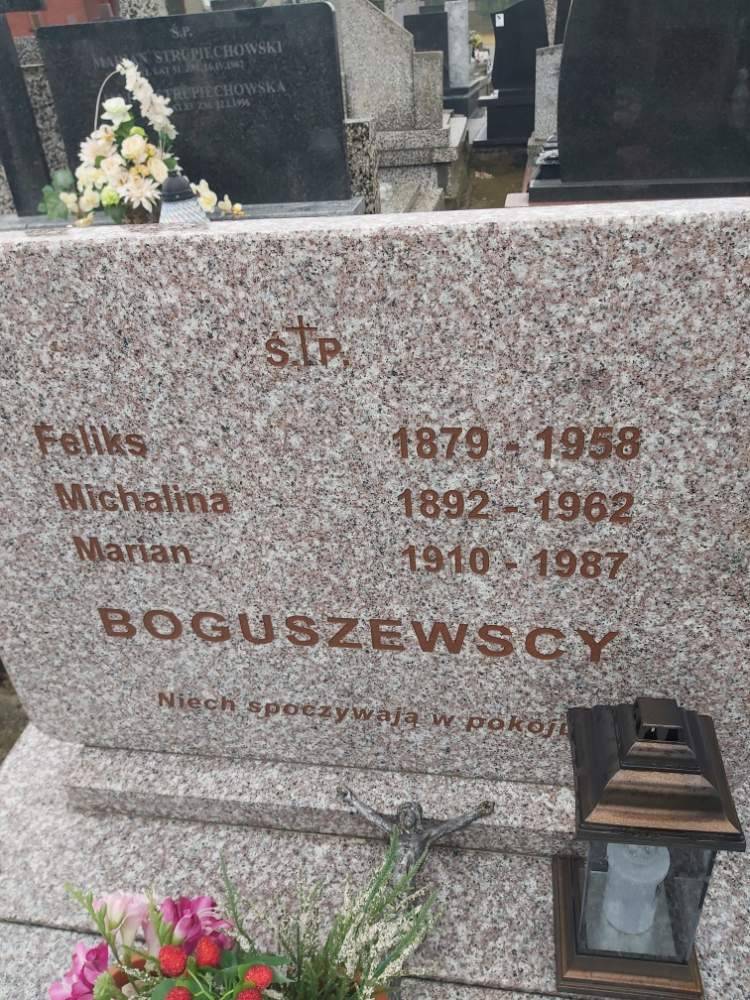 Ś.P.
STRUPIECHOWSKI
STRUPIECHOWSKA
Ś.P.
Feliks 1879 - 1958
Michalina 1892 - 1962
Marian 1910 - 1987
BOGUSZEWSCY
Niech spoczywają w pokoju